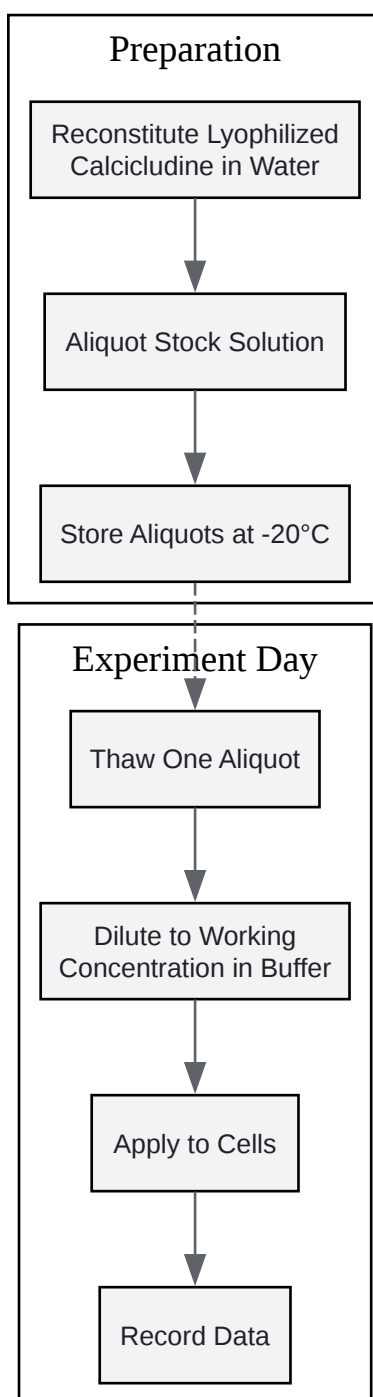 Preparation
Reconstitute Lyophilized
Calcicludine in Water
Aliquot Stock Solution
Store Aliquots at -20°C
Experiment Day
Thaw One Aliquot
Dilute to Working
Concentration in Buffer
Apply to Cells
Record Data